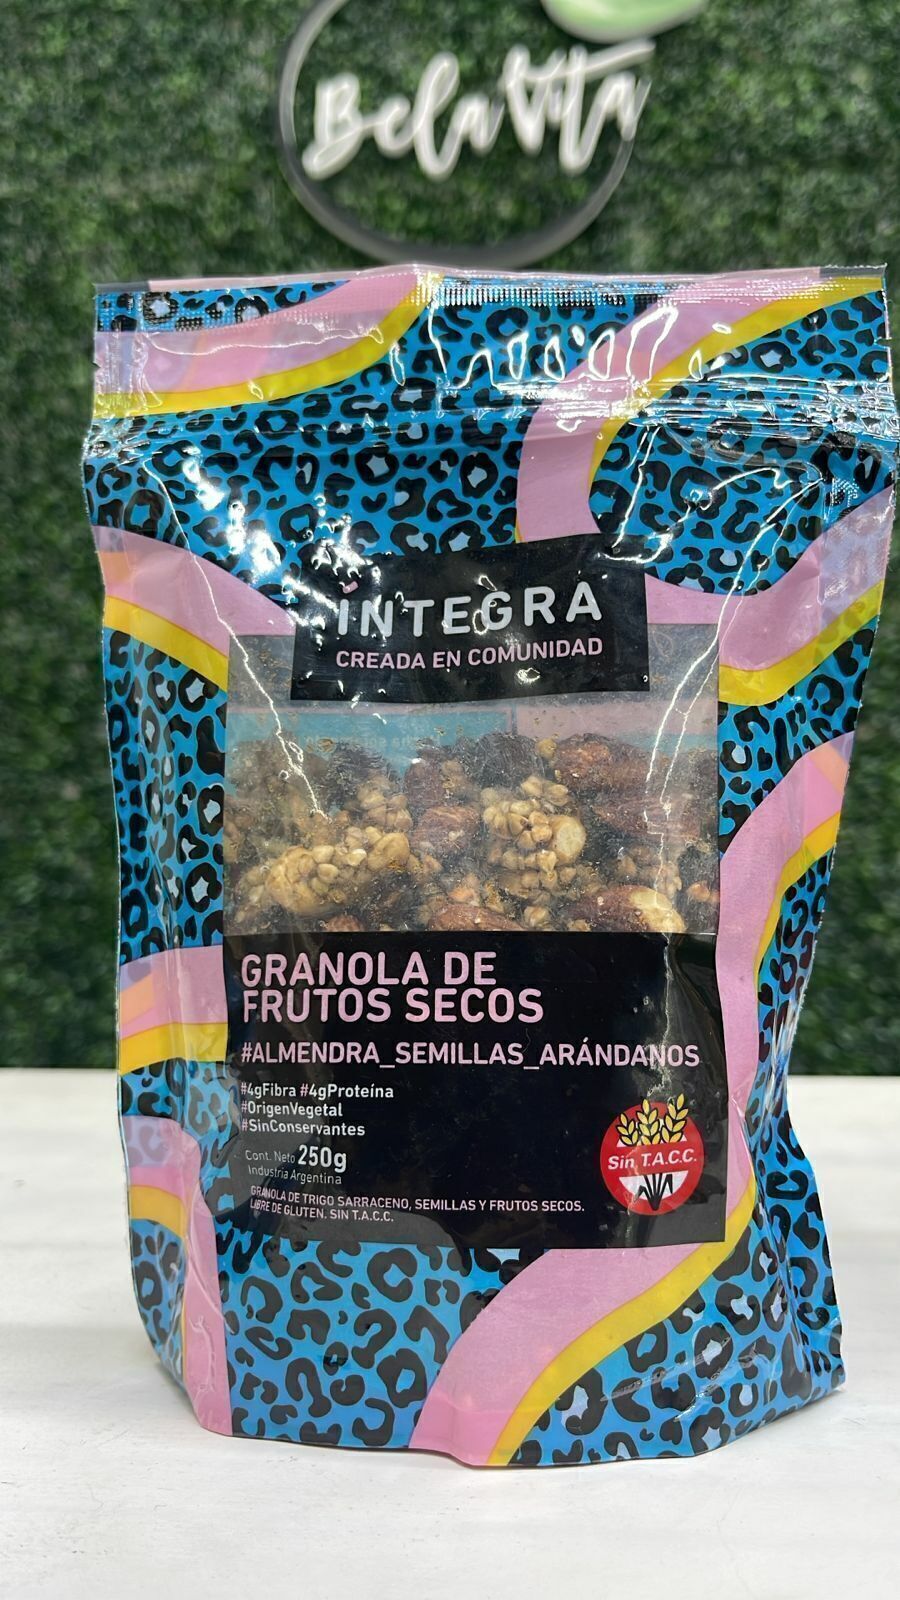 Bela Vita
INTEGRA
CREADA EN COMUNIDAD
GRANOLA DE
FRUTOS SECOS
#ALMENDRA_SEMILLAS_ARÁNDANOS
#4gFibra #4gProteína
#OrigenVegetal
#SinConservantes
Cont. Neto 250g
Industria Argentina
GRANOLA DE TRIGO SARRACENO, SEMILLAS Y FRUTOS SECOS.
LIBRE DE GLUTEN. SIN T.A.C.C.
Sin T.A.C.C.